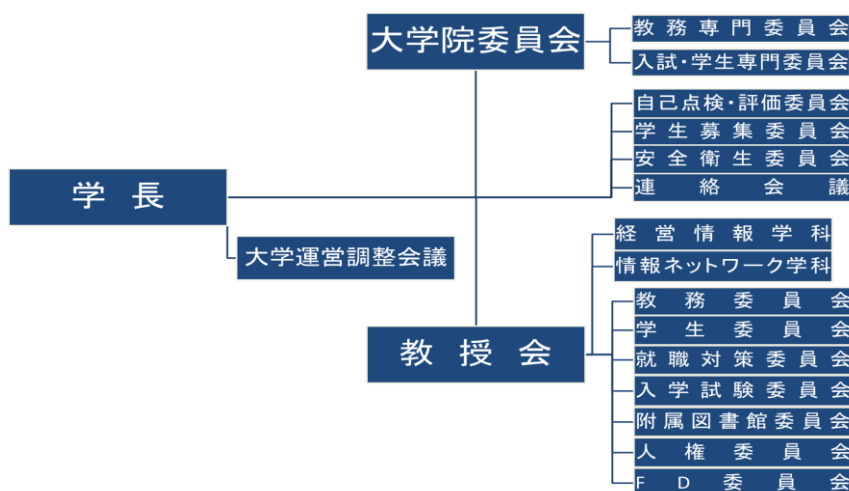 大学院委員会
教務専門委員会
入試・学生専門委員会
自己点検・評価委員会
学生募集委員会
安全衛生委員会
連絡会議
学長
大学運営調整会議
経営情報学科
情報ネットワーク学科
教授会
教務委員会
学生委員会
就職対策委員会
入学試験委員会
附属図書館委員会
人権委員会
FD委員会